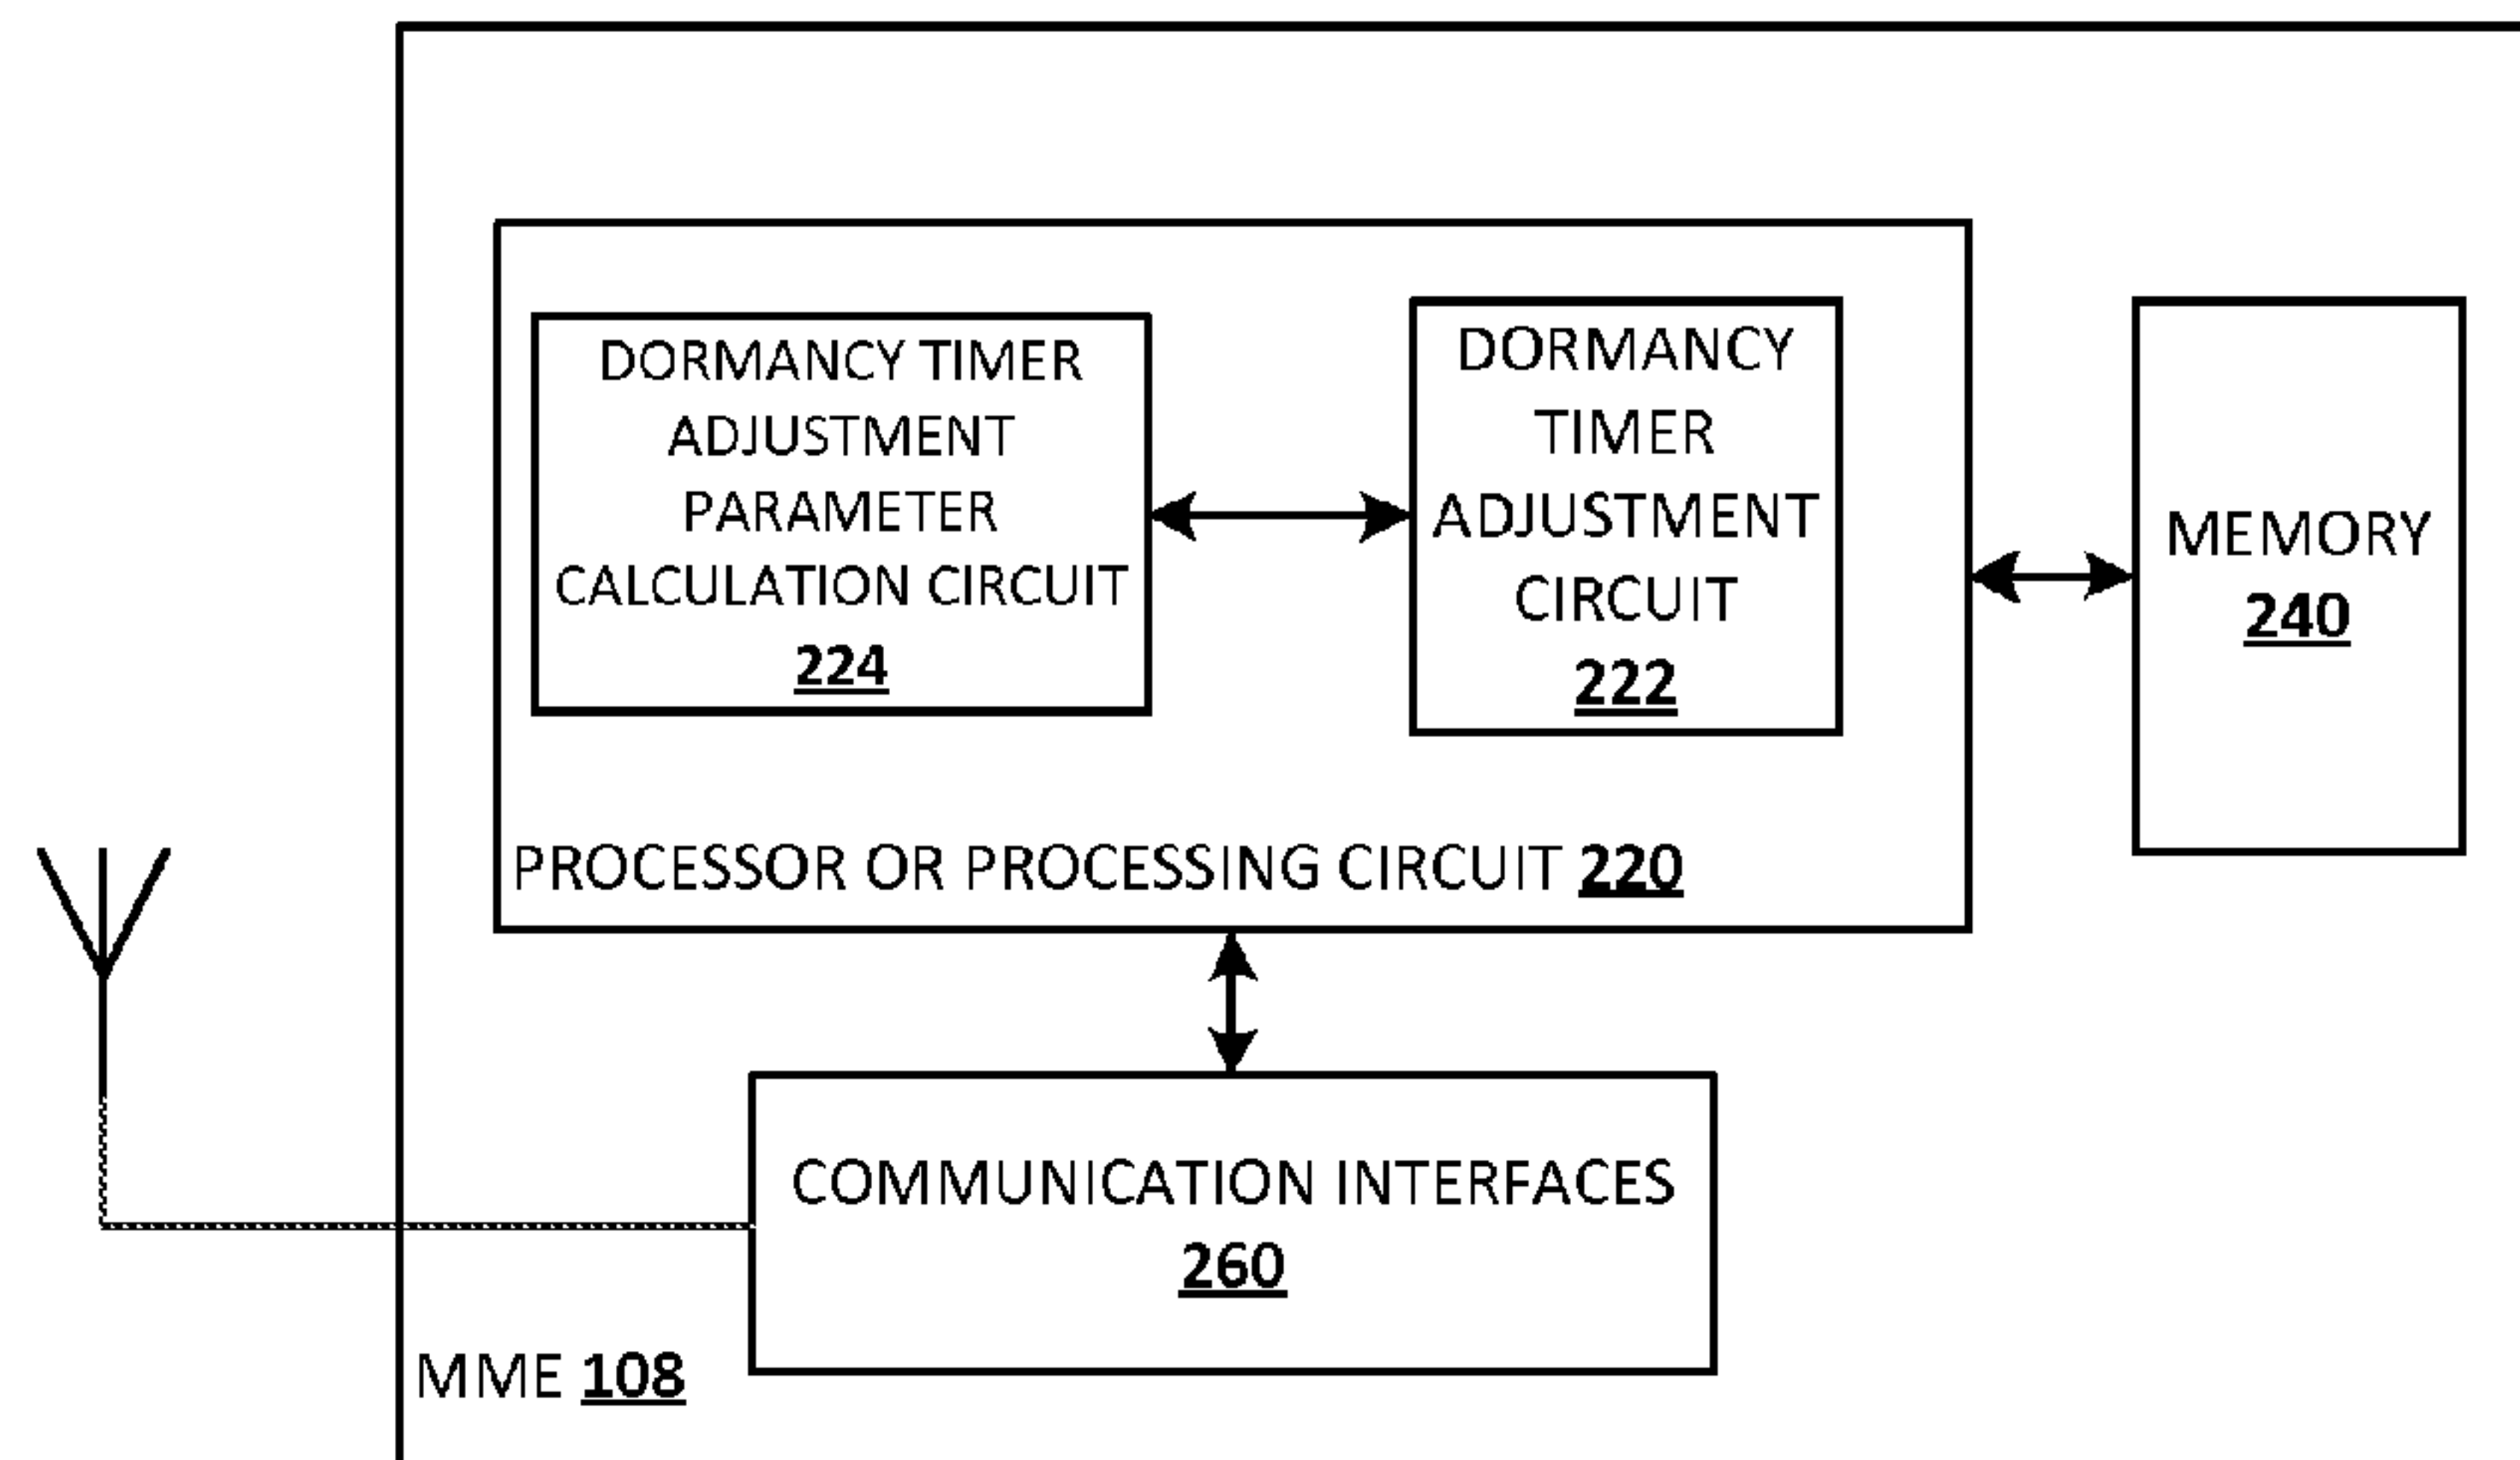 DORMANCY TIMER
ADJUSTMENT
PARAMETER
CALCULATION CIRCUIT
224
DORMANCY
TIMER
ADJUSTMENT
CIRCUIT
222
MEMORY
240
PROCESSOR OR PROCESSING CIRCUIT 220
COMMUNICATION INTERFACES
260
MME 108